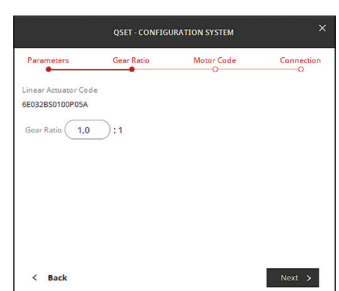 QSET - CONFIGURATION SYSTEM
Parameters Gear Ratio Motor Code Connection
Linear Actuator Code
6E032BS0100P05A
Gear Ratio 1,0 : 1
< Back Next >